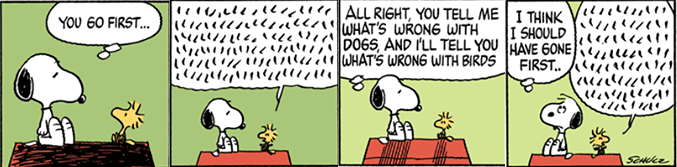 YOU GO FIRST...
ALL RIGHT, YOU TELL ME
WHAT'S WRONG WITH
DOGS, AND I'LL TELL YOU
WHAT'S WRONG WITH BIRDS
I THINK
I SHOULD
HAVE GONE
FIRST..
SCHULZ